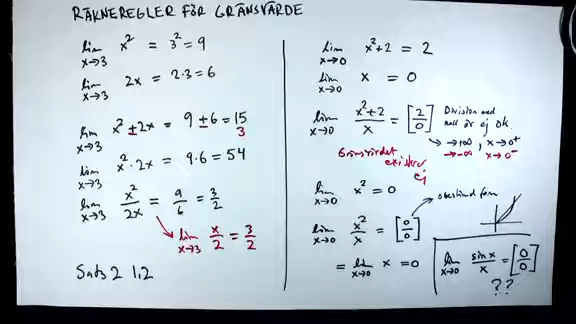 RÄKNEREGLER FÖR GRÄNSVÄRDE
lim x→3 x² = 3² = 9
lim x→3 2x = 2·3 = 6
lim x→3 x² ± 2x = 9 ± 6 = 15
3
lim x→3 x²·2x = 9·6 = 54
lim x→3 x²/2x = 9/6 = 3/2
lim x→3 x/2 = 3/2
Sats 2 1,2
lim x→0 x²+2 = 2
lim x→0 x = 0
lim x→0 (x²+2)/x = [2/0]
Division med
noll är ej ok.
→+∞, x→0⁺
→-∞ x→0⁻
Gränsvärdet
existerar
ej
lim x→0 x² = 0
obestämd form
lim x→0 x²/x = [0/0]
= lim x→0 x = 0
lim x→0 sin x/x = [0/0]
??